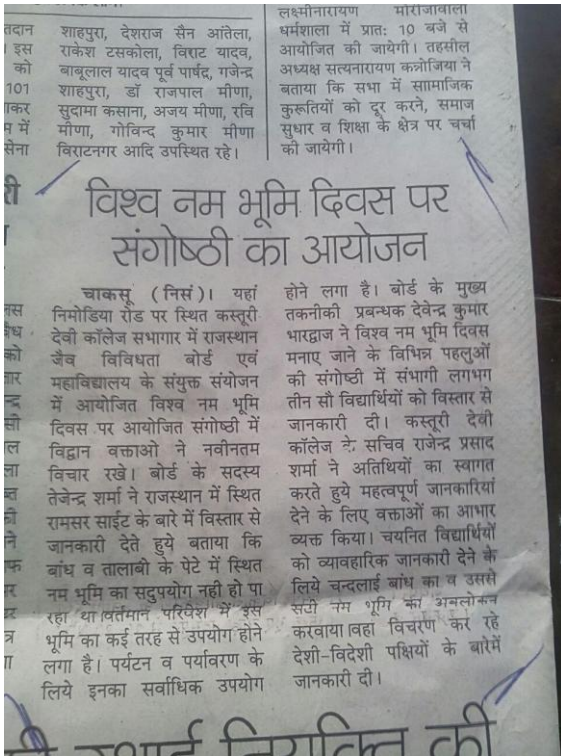 तदान
। इस
को
101
ाकर
म में
सेना
शाहपुरा, देशराज सैन आंतेला,
राकेश टसकोला, विराट यादव,
बाबूलाल यादव पूर्व पार्षद, गजेन्द्र
शाहपुरा, डॉ राजपाल मीणा,
सुदामा कसाना, अजय मीणा, रवि
मीणा, गोविन्द कुमार मीणा
विराटनगर आदि उपस्थित रहे।
लक्ष्मीनारायण मोरीजावाला
धर्मशाला में प्रात: 10 बजे से
आयोजित की जायेगी। तहसील
अध्यक्ष सत्यनारायण कन्नोजिया ने
बताया कि सभा में साामाजिक
कुरूतियों को दूर करने, समाज
सुधार व शिक्षा के क्षेत्र पर चर्चा
की जायेगी।
विश्व नम भूमि दिवस पर
संगोष्ठी का आयोजन
चाकसू (निसं)। यहां
निमोडिया रोड पर स्थित कस्तूरी
देवी कॉलेज सभागार में राजस्थान
जैव विविधता बोर्ड एवं
महाविद्यालय के संयुक्त संयोजन
में आयोजित विश्व नम भूमि
दिवस पर आयोजित संगोष्ठी में
विद्वान वक्ताओ ने नवीनतम
विचार रखे। बोर्ड के सदस्य
तेजेन्द्र शर्मा ने राजस्थान में स्थित
रामसर साईट के बारे में विस्तार से
जानकारी देते हुये बताया कि
बांध व तालाबो के पेटे में स्थित
नम भूमि का सदुपयोग नही हो पा
रहा था।वर्तमान परिवेश में इस
भूमि का कई तरह से उपयोग होने
लगा है। पर्यटन व पर्यावरण के
लिये इनका सर्वाधिक उपयोग
होने लगा है। बोर्ड के मुख्य
तकनीकी प्रबन्धक देवेन्द्र कुमार
भारद्वाज ने विश्व नम भूमि दिवस
मनाए जाने के विभिन्न पहलुओं
की संगोष्ठी में संभागी लगभग
तीन सौ विद्यार्थियों को विस्तार से
जानकारी दी। कस्तूरी देवी
कॉलेज के सचिव राजेन्द्र प्रसाद
शर्मा ने अतिथियों का स्वागत
करते हुये महत्वपूर्ण जानकारियां
देने के लिए वक्ताओं का आभार
व्यक्त किया। चयनित विद्यार्थियों
को व्यावहारिक जानकारी देने के
लिये चन्दलाई बांध का व उससे
सटी नम भूमि का अवलोकन
करवाया।वहा विचरण कर रहे
देशी-विदेशी पक्षियों के बारेमें
जानकारी दी।